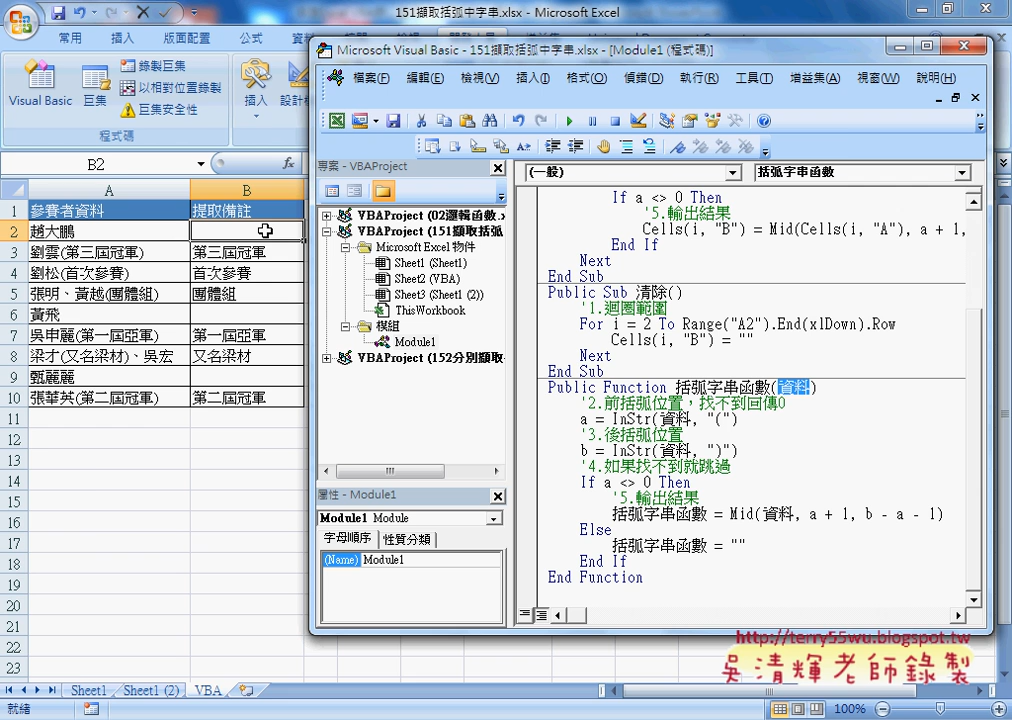 151擷取括弧中字串.xlsx - Microsoft Excel
常用 插入 版面配置 公式
Visual Basic 巨集 錄製巨集 以相對位置錄製 巨集安全性 插入
程式碼
B2 fx
A B
1 參賽者資料 提取備註
2 趙大鵬
3 劉雲(第三屆冠軍) 第三屆冠軍
4 劉松(首次參賽) 首次參賽
5 張明、黃越(團體組) 團體組
6 黃飛
7 吳申麗(第一屆亞軍) 第一屆亞軍
8 梁才(又名梁材)、吳宏 又名梁材
9 甄麗麗
10 張華英(第二屆冠軍) 第二屆冠軍
11
12
13
14
15
16
17
18
19
20
21
22
23
Sheet1 Sheet1 (2) VBA
就緒 100%
Microsoft Visual Basic - 151擷取括弧中字串.xlsx - [Module1 (程式碼)]
檔案(F) 編輯(E) 檢視(V) 插入(I) 格式(O) 偵錯(D) 執行(R) 工具(T) 增益集(A) 視窗(W) 說明(H)
專案 - VBAProject
VBAProject (02邏輯函數.x
VBAProject (151擷取括弧
Microsoft Excel 物件
Sheet1 (Sheet1)
Sheet2 (VBA)
Sheet3 (Sheet1 (2))
ThisWorkbook
模組
Module1
VBAProject (152分別擷取
屬性 - Module1
Module1 Module
字母順序 性質分類
(Name) Module1
(一般) 括弧字串函數
If a <> 0 Then
'5.輸出結果
Cells(i, "B") = Mid(Cells(i, "A"), a + 1,
End If
Next
End Sub
Public Sub 清除()
'1.迴圈範圍
For i = 2 To Range("A2").End(xlDown).Row
Cells(i, "B") = ""
Next
End Sub
Public Function 括弧字串函數(資料)
'2.前括弧位置，找不到回傳0
a = InStr(資料, "(")
'3.後括弧位置
b = InStr(資料, ")")
'4.如果找不到就跳過
If a <> 0 Then
'5.輸出結果
括弧字串函數 = Mid(資料, a + 1, b - a - 1)
Else
括弧字串函數 = ""
End If
End Function
http://terry55wu.blogspot.tw
吳清輝老師錄製